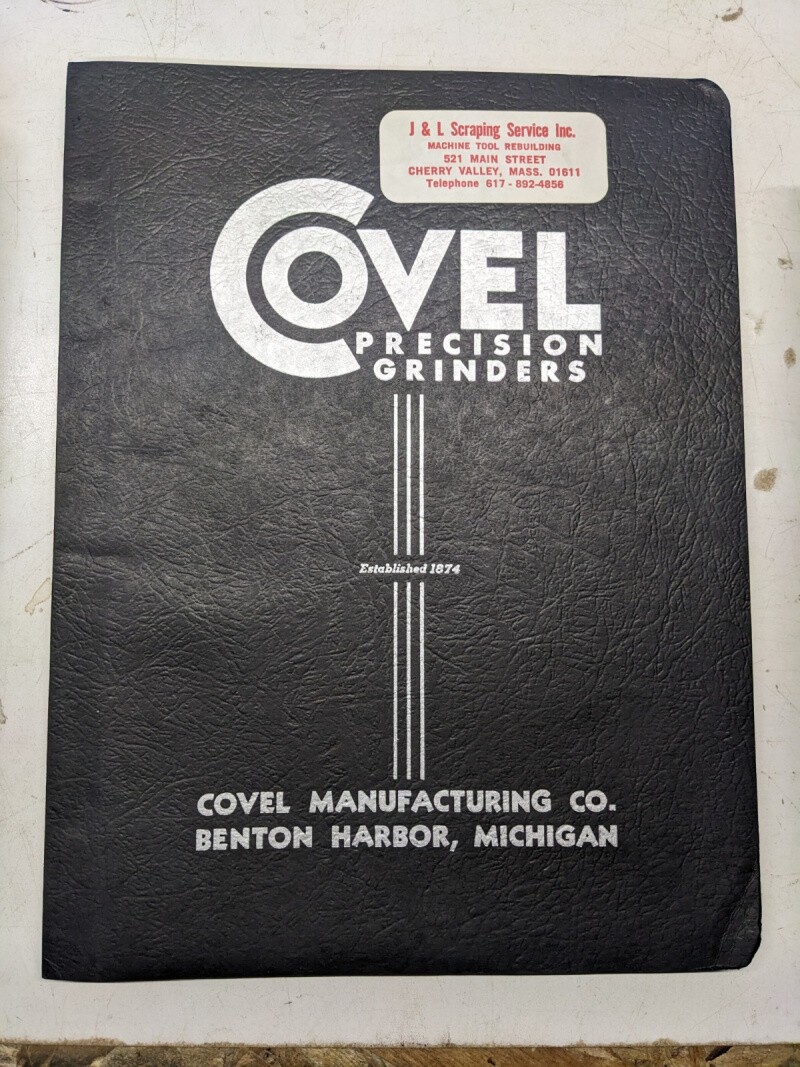 J & L Scraping Service Inc.
MACHINE TOOL REBUILDING
521 MAIN STREET
CHERRY VALLEY, MASS. 01611
Telephone 617 - 892-4856
COVEL
PRECISION
GRINDERS
Established 1874
COVEL MANUFACTURING CO.
BENTON HARBOR, MICHIGAN